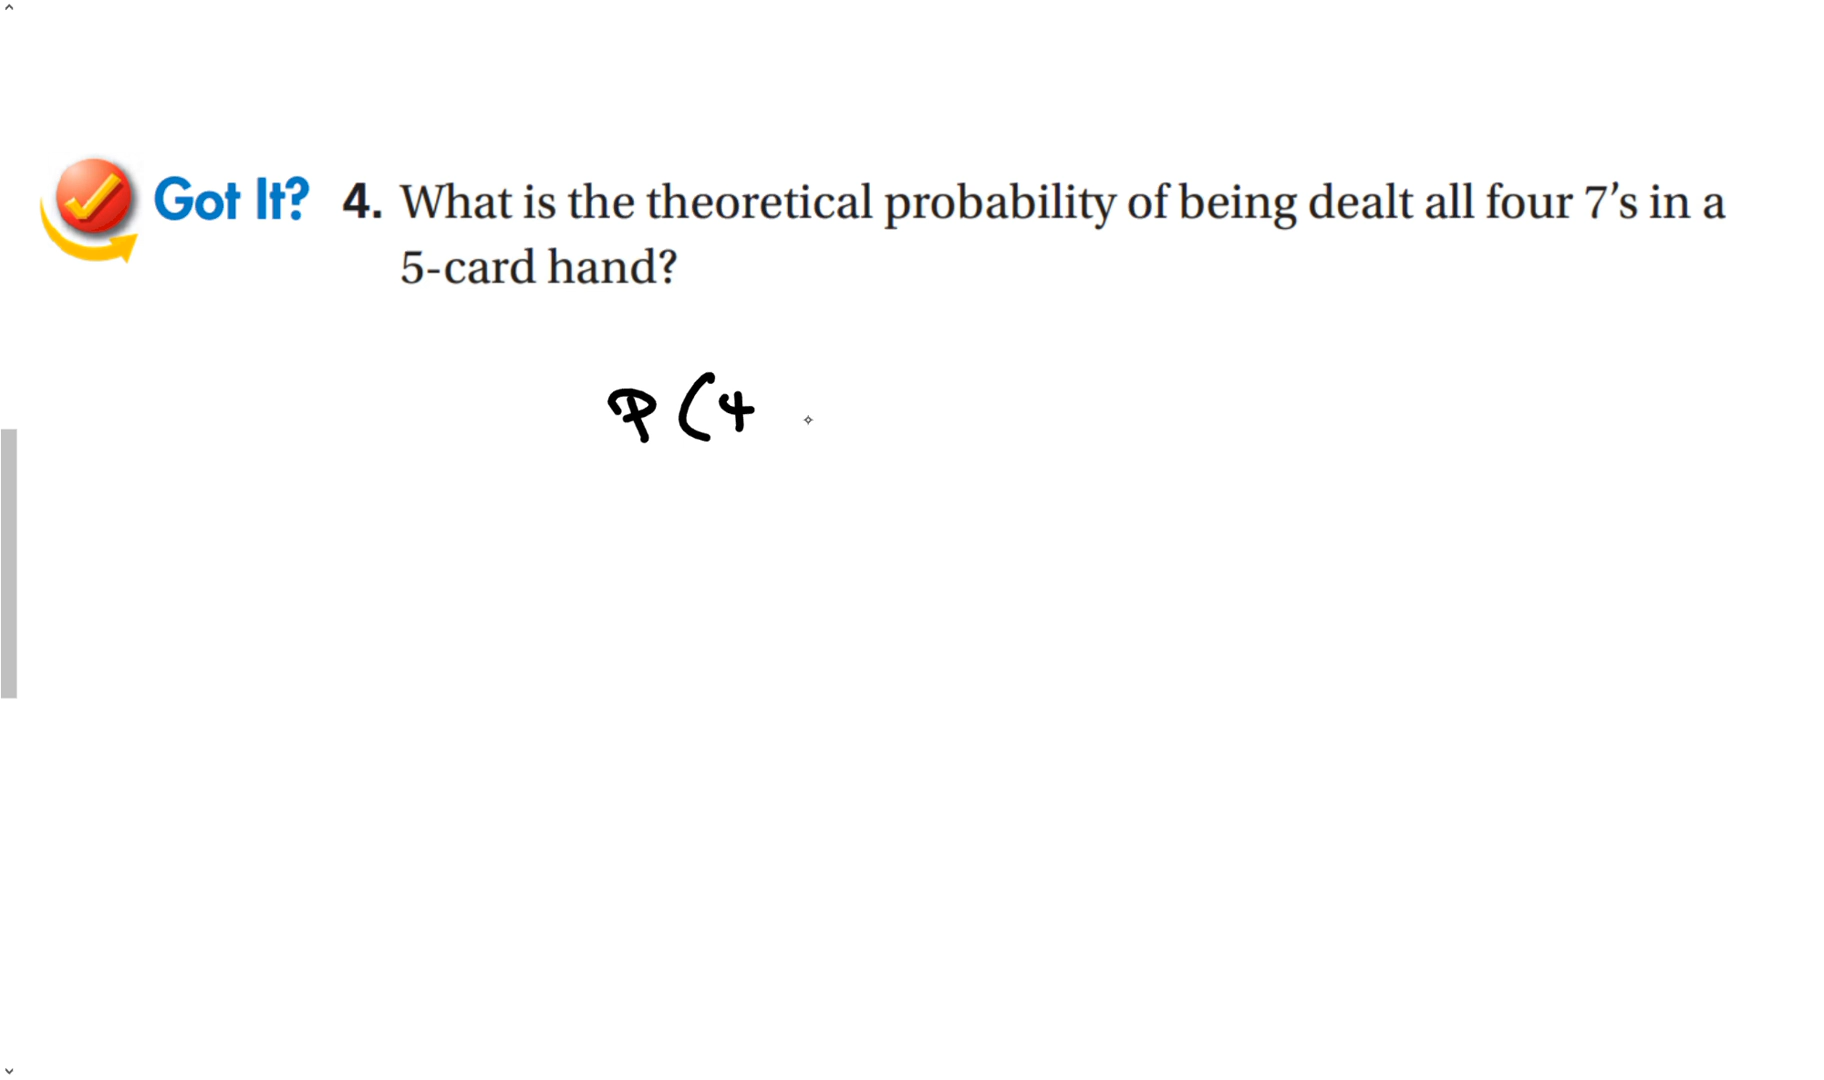 Got It? 4. What is the theoretical probability of being dealt all four 7’s in a
5-card hand?
P(4